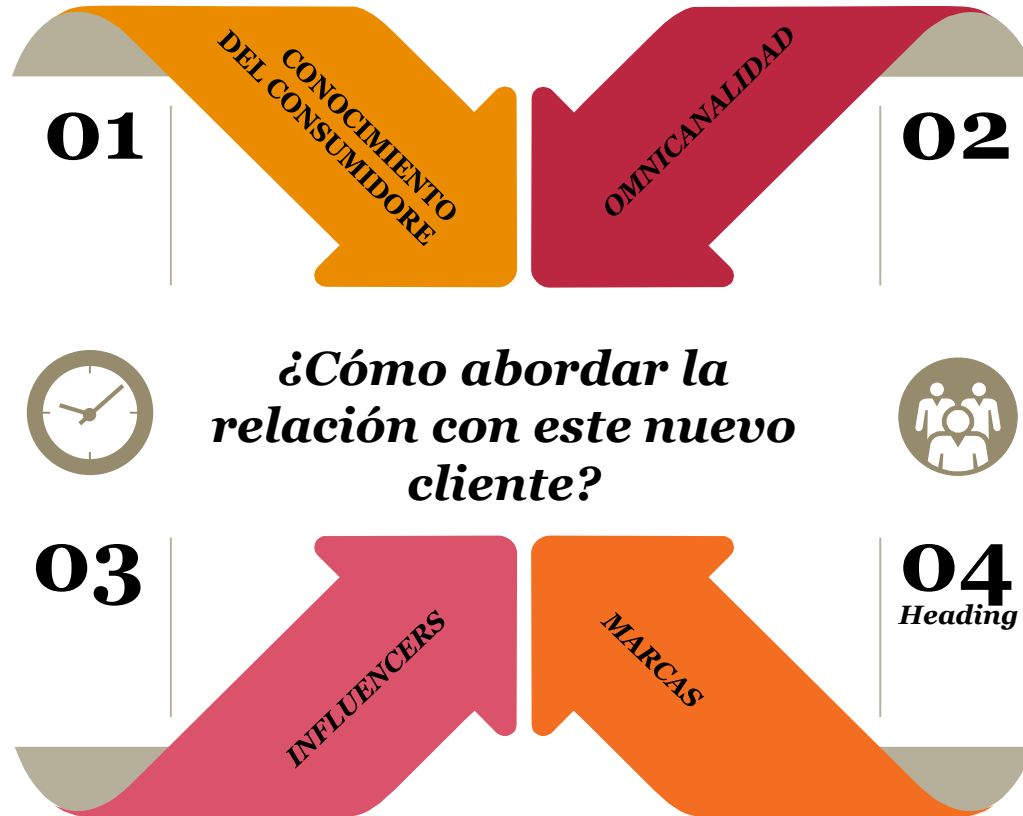 01
CONOCIMIENTO
DEL CONSUMIDORE
OMNICANALIDAD
02
¿Cómo abordar la
relación con este nuevo
cliente?
03
INFLUENCERS
MARCAS
04
Heading